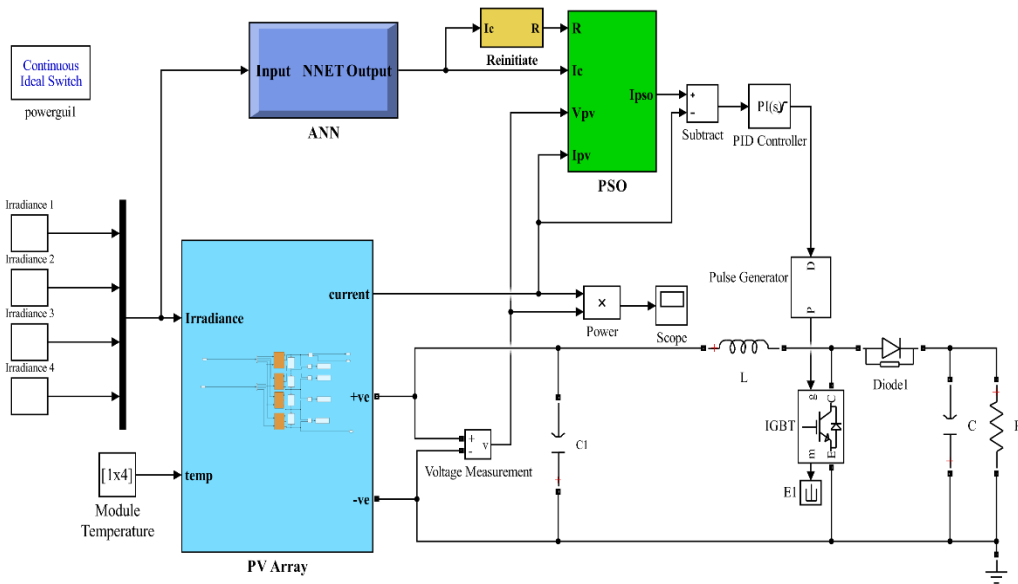 Continuous
Ideal Switch
powergui1
Input NNET Output
ANN
Ic R
Reinitiate
R
Ic
Vpv
Ipv
Ipso
PSO
+
-
Subtract
PI(s)
PID Controller
Irradiance 1
Irradiance 2
Irradiance 3
Irradiance 4
[1x4]
Module
Temperature
Irradiance
temp
current
+ve
-ve
PV Array
×
Power
Scope
D
Pulse Generator
P
+
-
v
Voltage Measurement
+
C1
+
L
Diode1
g
C
IGBT
m
E
E1
C
+
+